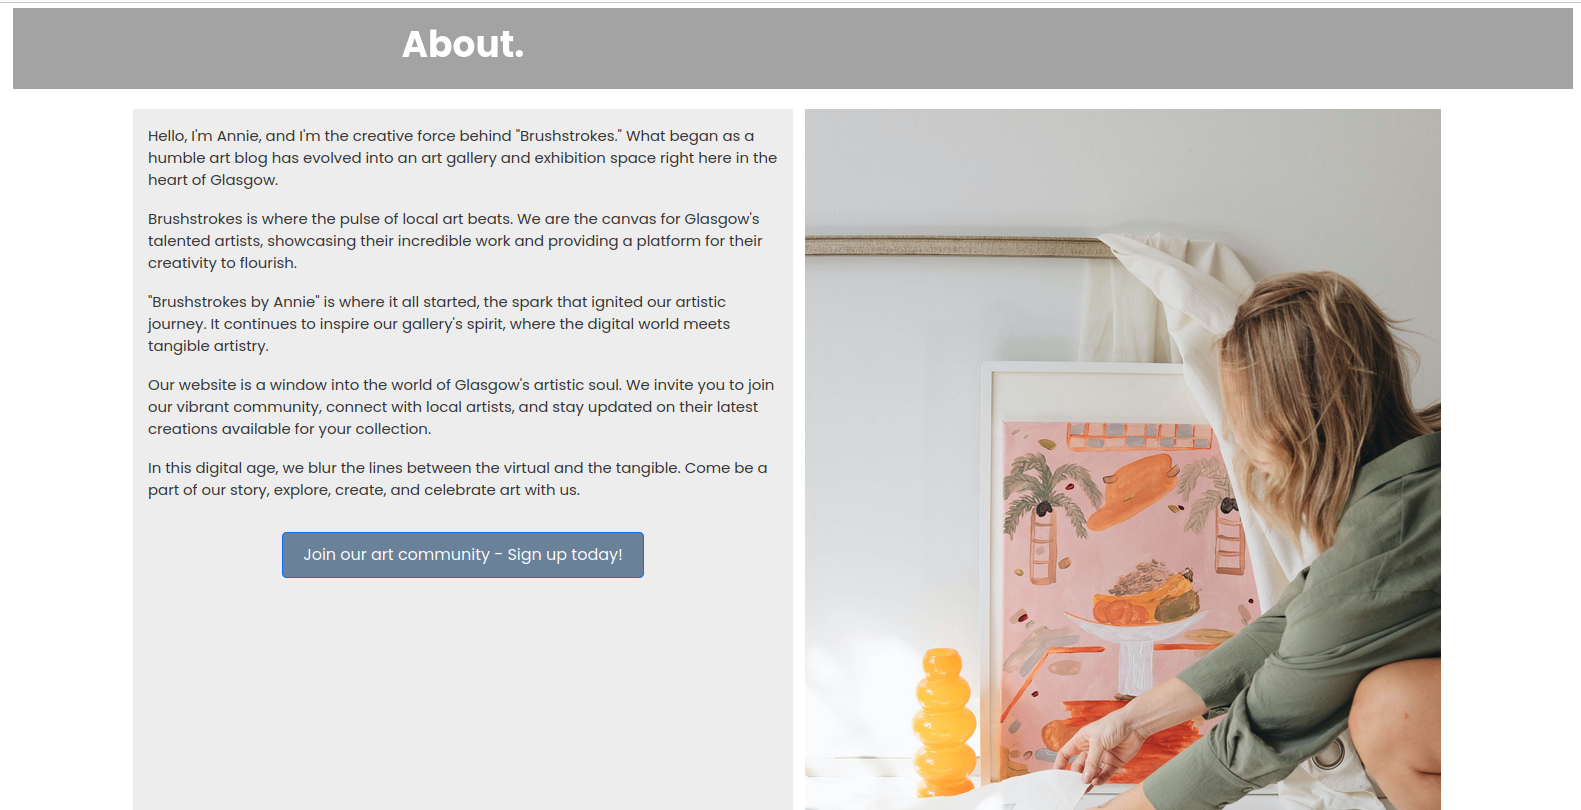 About.
Hello, I'm Annie, and I'm the creative force behind "Brushstrokes." What began as a
humble art blog has evolved into an art gallery and exhibition space right here in the
heart of Glasgow.
Brushstrokes is where the pulse of local art beats. We are the canvas for Glasgow's
talented artists, showcasing their incredible work and providing a platform for their
creativity to flourish.
"Brushstrokes by Annie" is where it all started, the spark that ignited our artistic
journey. It continues to inspire our gallery's spirit, where the digital world meets
tangible artistry.
Our website is a window into the world of Glasgow's artistic soul. We invite you to join
our vibrant community, connect with local artists, and stay updated on their latest
creations available for your collection.
In this digital age, we blur the lines between the virtual and the tangible. Come be a
part of our story, explore, create, and celebrate art with us.
Join our art community - Sign up today!